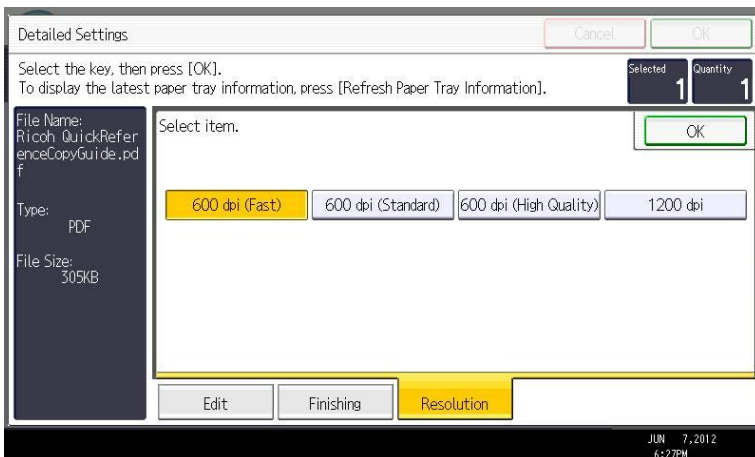 Detailed Settings
Cancel
OK
Select the key, then press [OK].
To display the latest paper tray information, press [Refresh Paper Tray Information].
Selected
1
Quantity
1
File Name:
Ricoh QuickRefer
enceCopyGuide.pd
f
Type:
PDF
File Size:
305KB
Select item.
OK
600 dpi (Fast)
600 dpi (Standard)
600 dpi (High Quality)
1200 dpi
Edit
Finishing
Resolution
JUN 7,2012
6:27PM